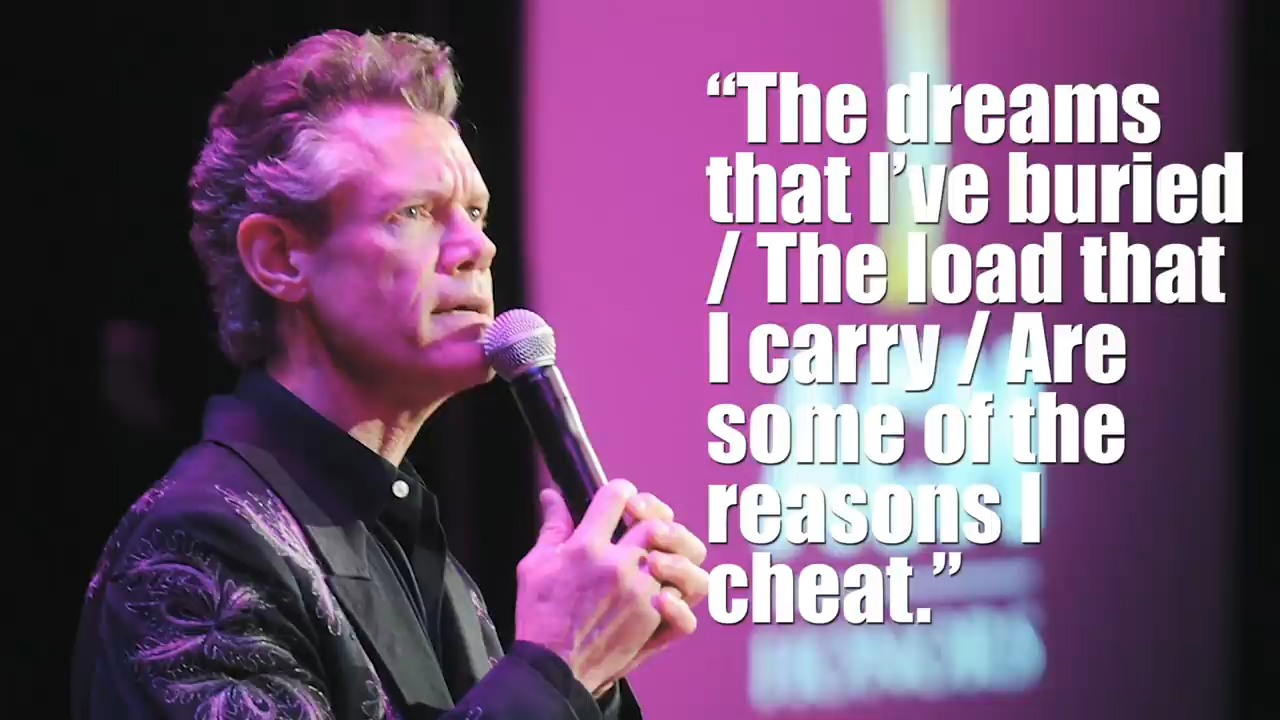 “The dreams
that I’ve buried
/ The load that
I carry / Are
some of the
reasons I
cheat.”